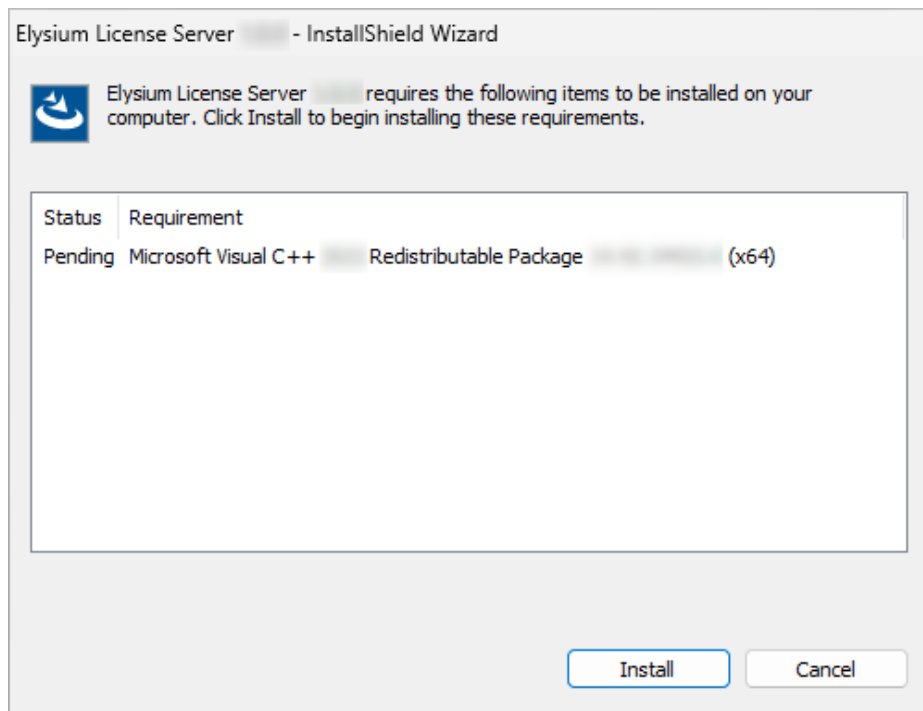 Elysium License Server - InstallShield Wizard
Elysium License Server requires the following items to be installed on your
computer. Click Install to begin installing these requirements.
Status Requirement
Pending Microsoft Visual C++ Redistributable Package (x64)
Install Cancel